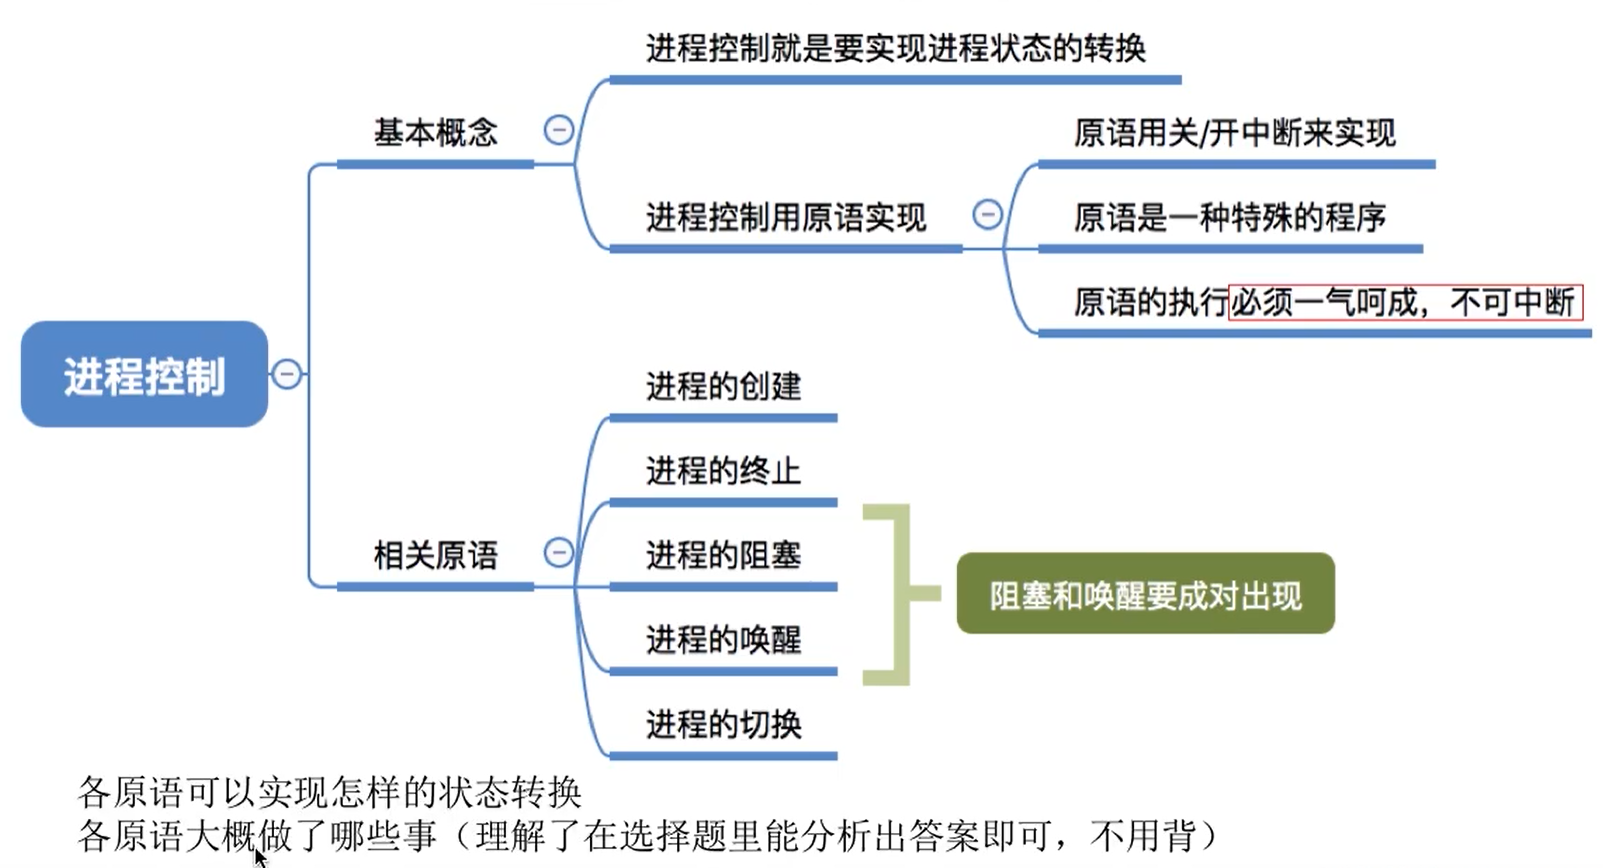 进程控制就是要实现进程状态的转换
基本概念
原语用关/开中断来实现
进程控制用原语实现
原语是一种特殊的程序
原语的执行必须一气呵成，不可中断
进程控制
进程的创建
进程的终止
相关原语
进程的阻塞
阻塞和唤醒要成对出现
进程的唤醒
进程的切换
各原语可以实现怎样的状态转换
各原语大概做了哪些事（理解了在选择题里能分析出答案即可，不用背）